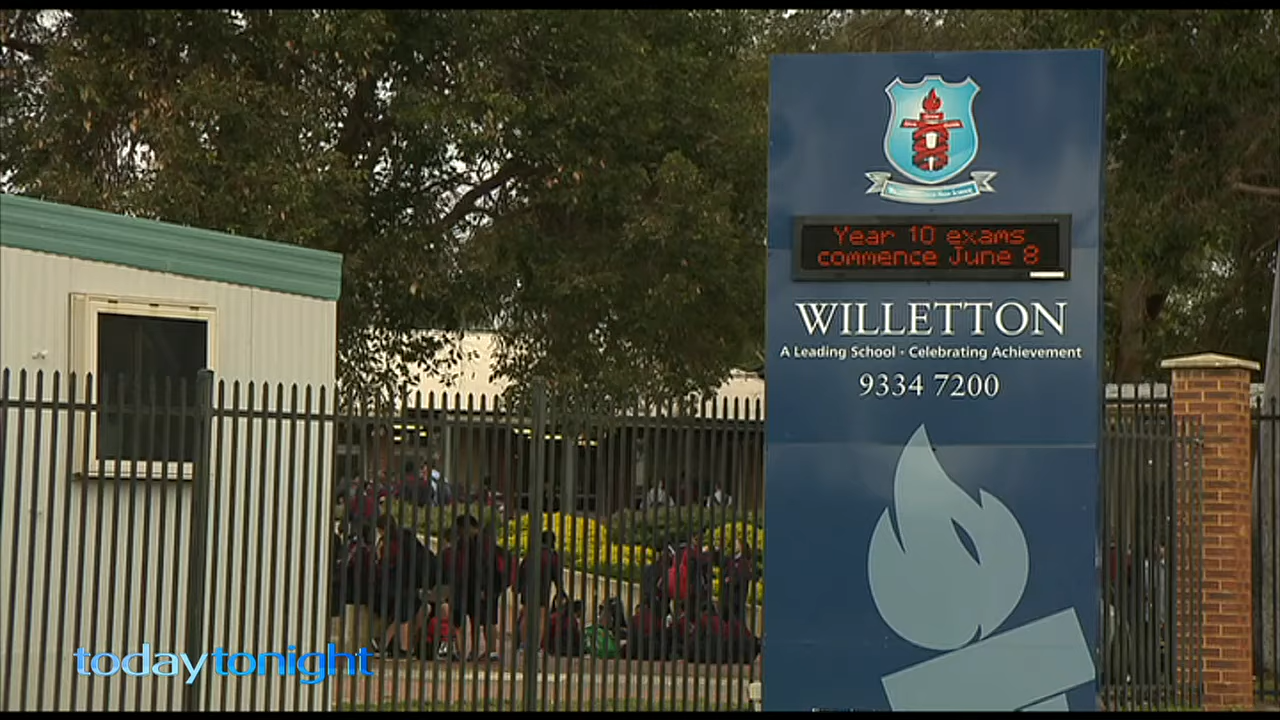 Year 10 exams
commence June 8
WILLETTON
A Leading School · Celebrating Achievement
9334 7200
todaytonight